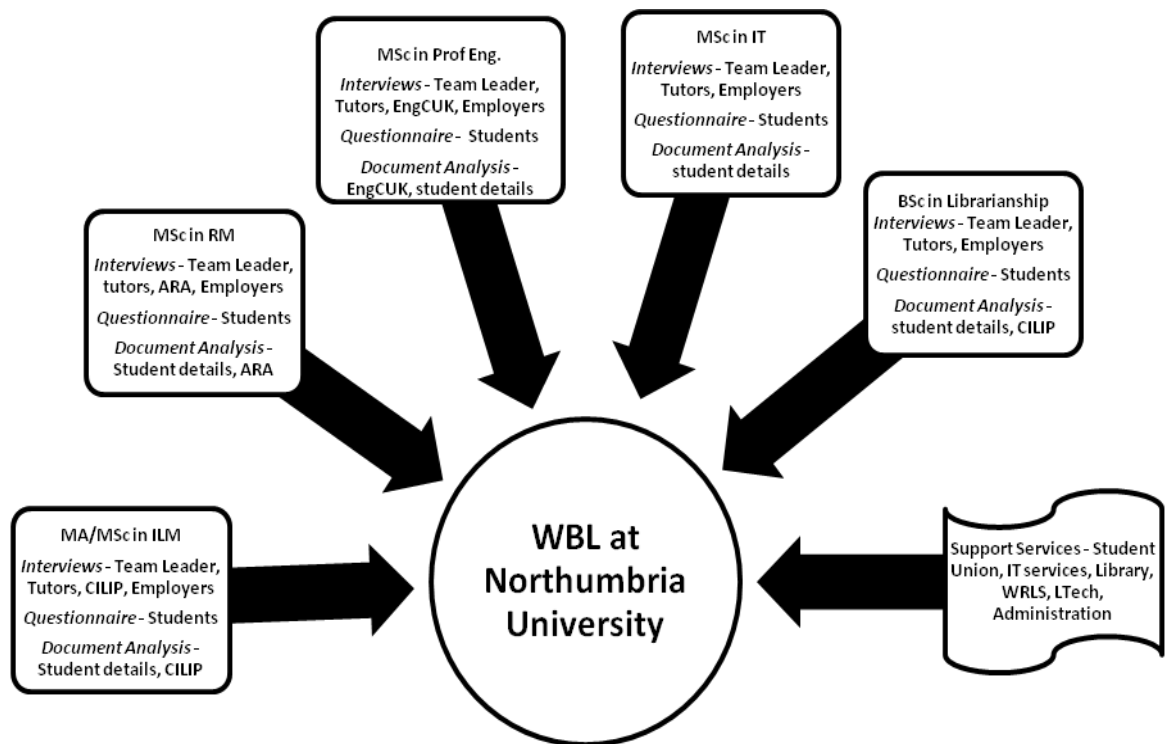 MSc in Prof Eng.
Interviews - Team Leader,
Tutors, EngCUK, Employers
Questionnaire - Students
Document Analysis -
EngCUK, student details
MSc in IT
Interviews - Team Leader,
Tutors, Employers
Questionnaire - Students
Document Analysis -
student details
MSc in RM
Interviews - Team Leader,
tutors, ARA, Employers
Questionnaire - Students
Document Analysis -
Student details, ARA
BSc in Librarianship
Interviews - Team Leader,
Tutors, Employers
Questionnaire - Students
Document Analysis -
student details, CILIP
MA/MSc in ILM
Interviews - Team Leader,
Tutors, CILIP, Employers
Questionnaire - Students
Document Analysis -
Student details, CILIP
WBL at
Northumbria
University
Support Services - Student
Union, IT services, Library,
WRLS, LTech,
Administration